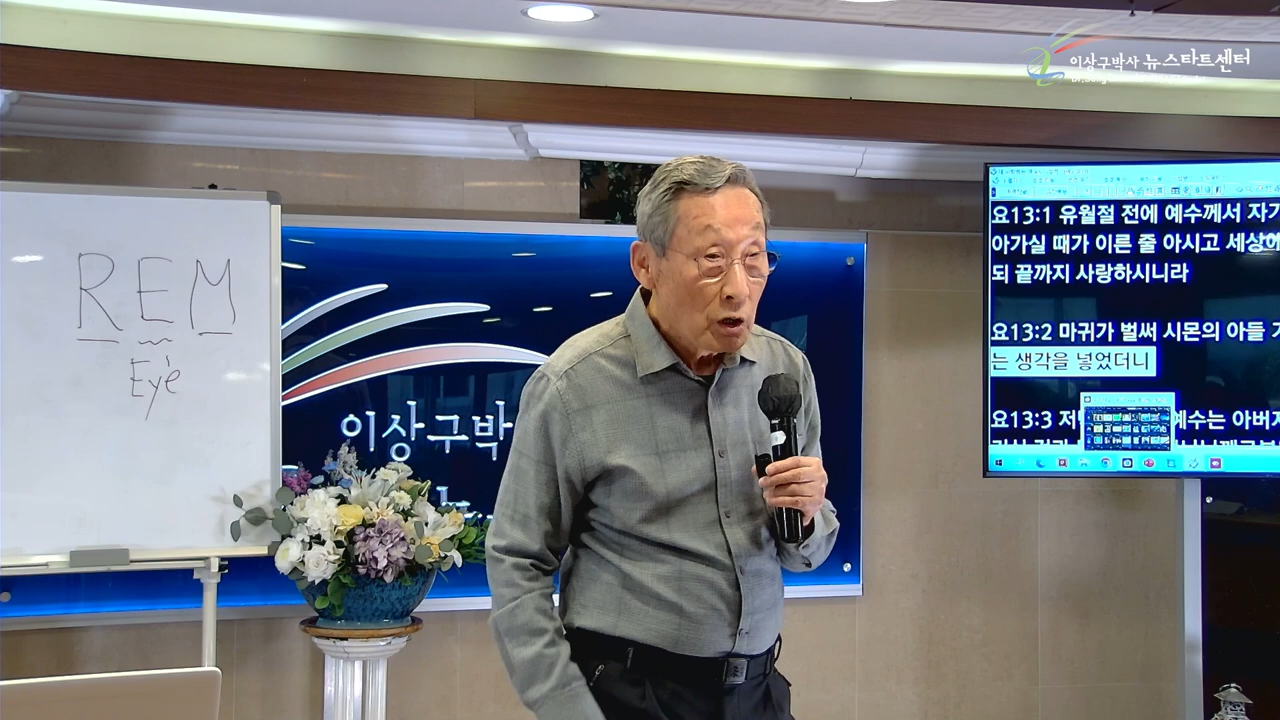 이상구박사 뉴스타트센터
REM
Eye
이상구박
요13:1 유월절 전에 예수께서 자기
아가실 때가 이른 줄 아시고 세상에
되 끝까지 사랑하시니라
요13:2 마귀가 벌써 시몬의 아들
는 생각을 넣었더니
요13:3 저녁 예수는 아버지